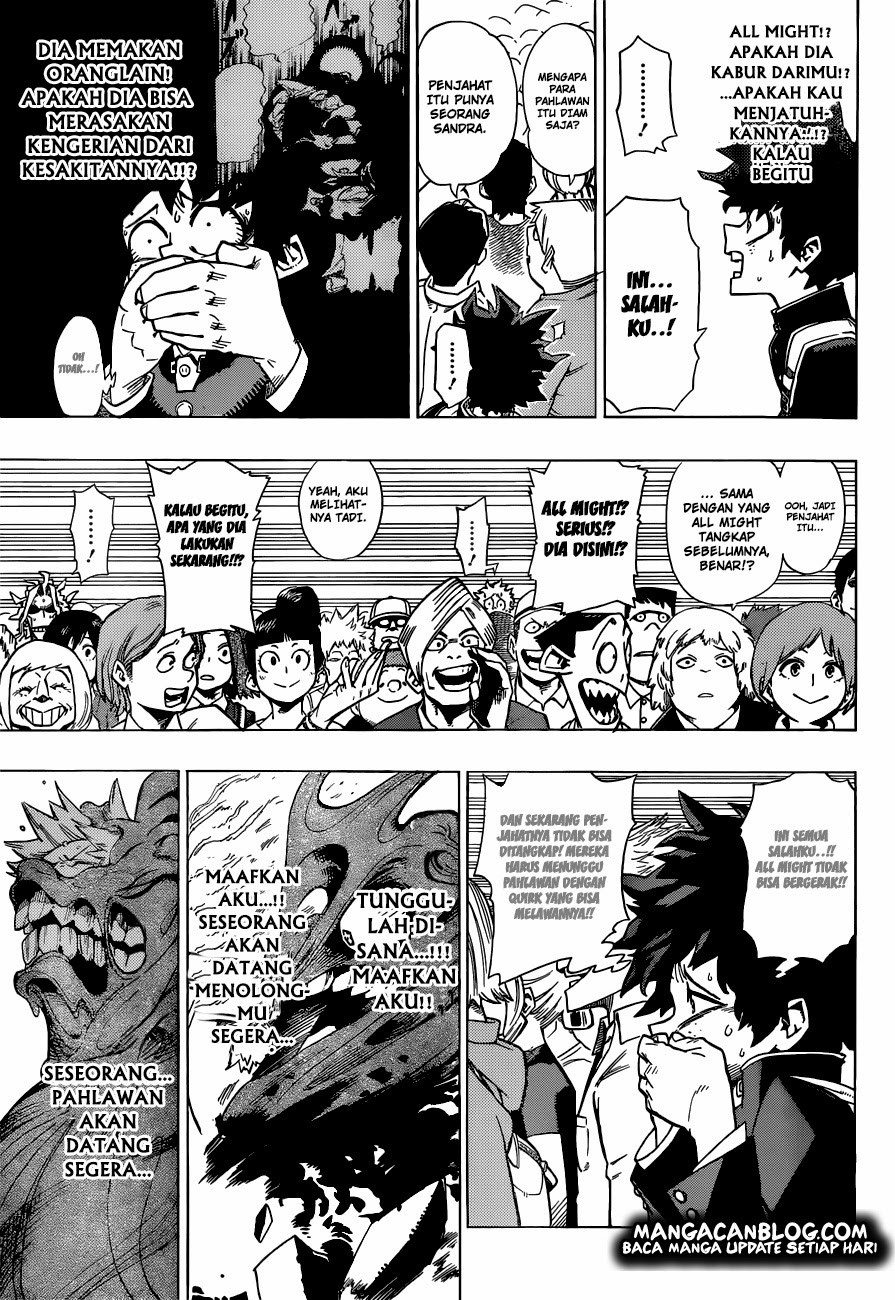 ALL MIGHT!?
APAKAH DIA
KABUR DARIMU!?
...APAKAH KAU
MENJATUH-
KANNYA...!?
KALAU
BEGITU
.......!
INI...
SALAH-
KU..!
MENGAPA
PARA
PAHLAWAN
ITU DIAM
SAJA?
PENJAHAT
ITU PUNYA
SEORANG
SANDRA.
.......!
DIA MEMAKAN
ORANGLAIN!
APAKAH DIA BISA
MERASAKAN
KENGERIAN DARI
KESAKITANNYA!!?
OH
TIDAK...!
OOH, JADI
PENJAHAT
ITU...
... SAMA
DENGAN YANG
ALL MIGHT
TANGKAP
SEBELUMNYA,
BENAR!?
ALL MIGHT!?
SERIUS!?
DIA DISINI!?
.......!
YEAH, AKU
MELIHAT-
NYA TADI.
KALAU BEGITU,
APA YANG DIA
LAKUKAN
SEKARANG!!?
.......!
INI SEMUA
SALAHKU..!!
ALL MIGHT TIDAK
BISA BERGERAK!!
DAN SEKARANG PEN-
JAHATNYA TIDAK BISA
DITANGKAP! MEREKA
HARUS MENUNGGU
PAHLAWAN DENGAN
QUIRK YANG BISA
MELAWANNYA!!
TUNGGU-
LAH DI-
SANA...!!!
MAAFKAN
AKU!!
MAAFKAN
AKU...!!
SESEORANG
AKAN
DATANG
MENOLONG-
MU
SEGERA...
SESEORANG...
PAHLAWAN
AKAN
DATANG
SEGERA...
MANGACANBLOG.COM
BACA MANGA UPDATE SETIAP HARI